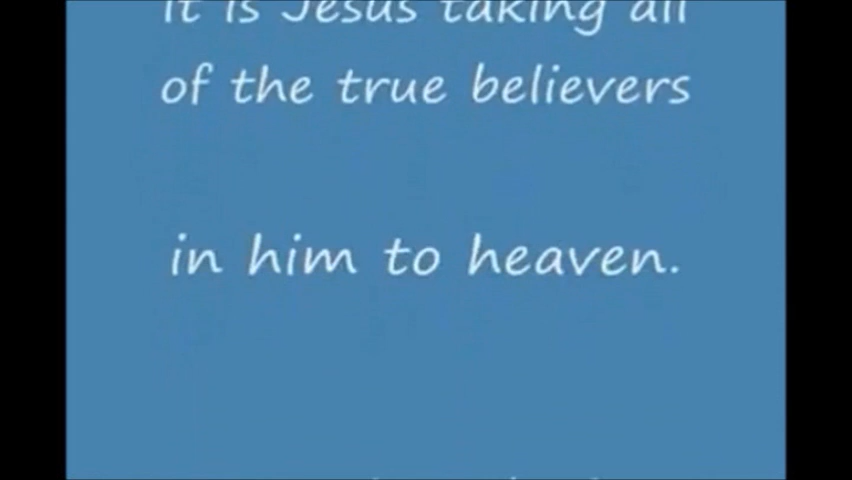 it is Jesus taking all
of the true believers
in him to heaven.